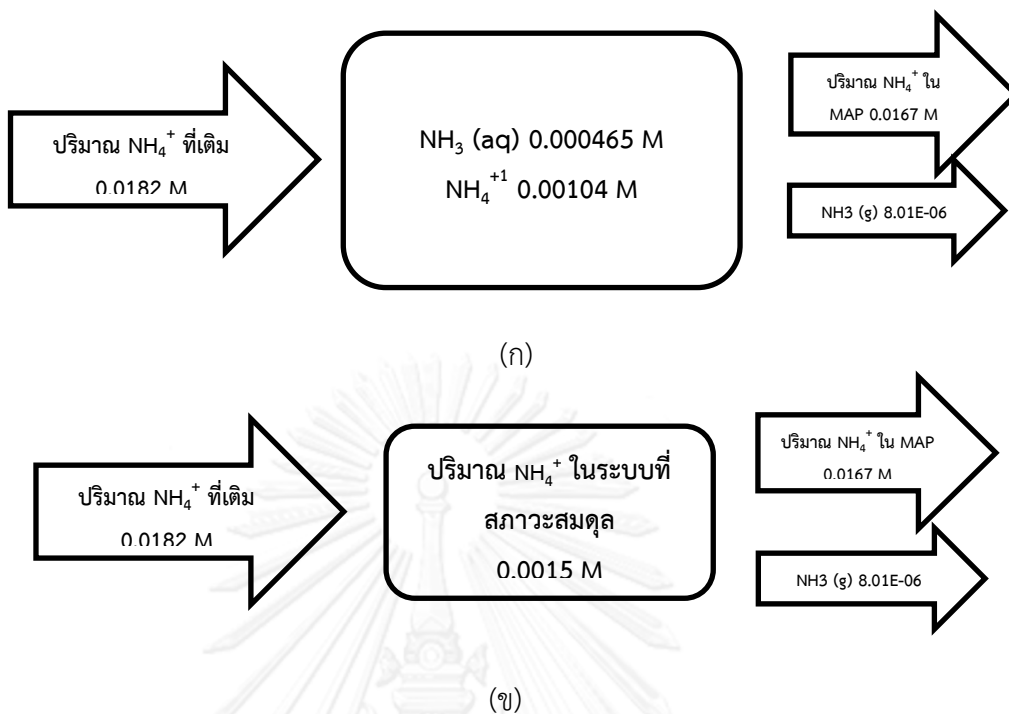 ปริมาณ NH₄⁺ ที่เติม
0.0182 M
NH₃ (aq) 0.000465 M
NH₄⁺¹ 0.00104 M
ปริมาณ NH₄⁺ ใน
MAP 0.0167 M
NH3 (g) 8.01E-06
(ก)
ปริมาณ NH₄⁺ ที่เติม
0.0182 M
ปริมาณ NH₄⁺ ในระบบที่
สภาวะสมดุล
0.0015 M
ปริมาณ NH₄⁺ ใน MAP
0.0167 M
NH3 (g) 8.01E-06
(ข)